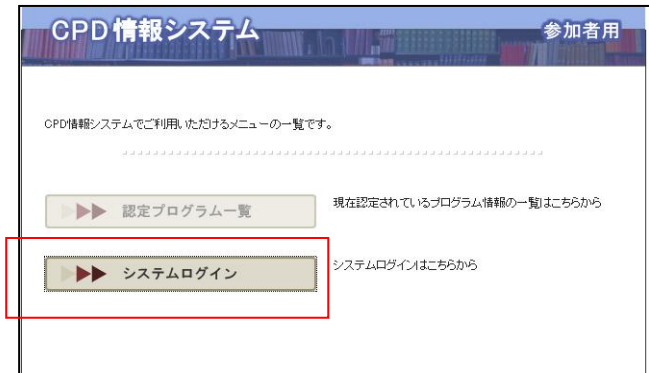 CPD情報システム
参加者用
CPD情報システムでご利用いただけるメニューの一覧です。
認定プログラム一覧
現在認定されているプログラム情報の一覧はこちらから
システムログイン
システムログインはこちらから